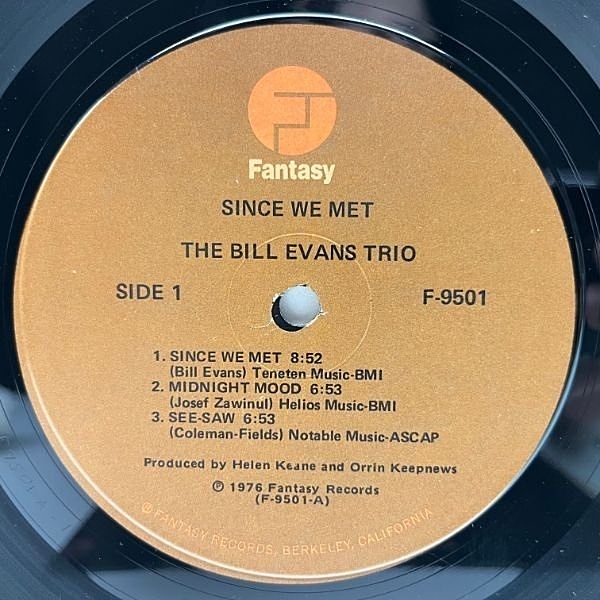 Fantasy
SINCE WE MET
THE BILL EVANS TRIO
SIDE 1 F-9501
1. SINCE WE MET 8:52
(Bill Evans) Teneten Music-BMI
2. MIDNIGHT MOOD 6:53
(Josef Zawinul) Helios Music-BMI
3. SEE-SAW 6:53
(Coleman-Fields) Notable Music-ASCAP
Produced by Helen Keane and Orrin Keepnews
℗ 1976 Fantasy Records
(F-9501-A)
® FANTASY RECORDS, BERKELEY, CALIFORNIA